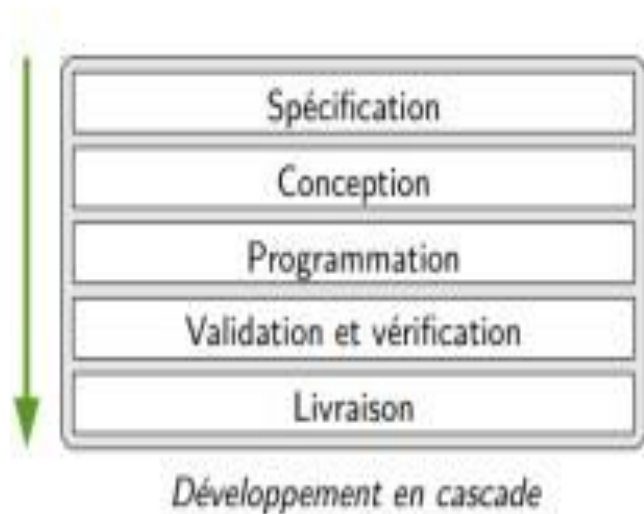 Spécification
Conception
Programmation
Validation et vérification
Livraison
Développement en cascade